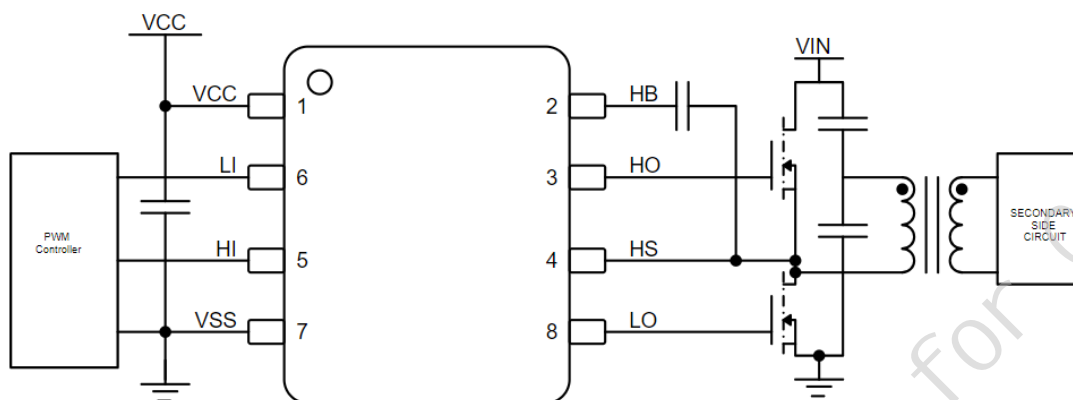 VCC
VIN
VCC
1
2
HB
LI
6
3
HO
PWM
Controller
SECONDARY
SIDE
CIRCUIT
HI
5
4
HS
VSS
7
8
LO
for